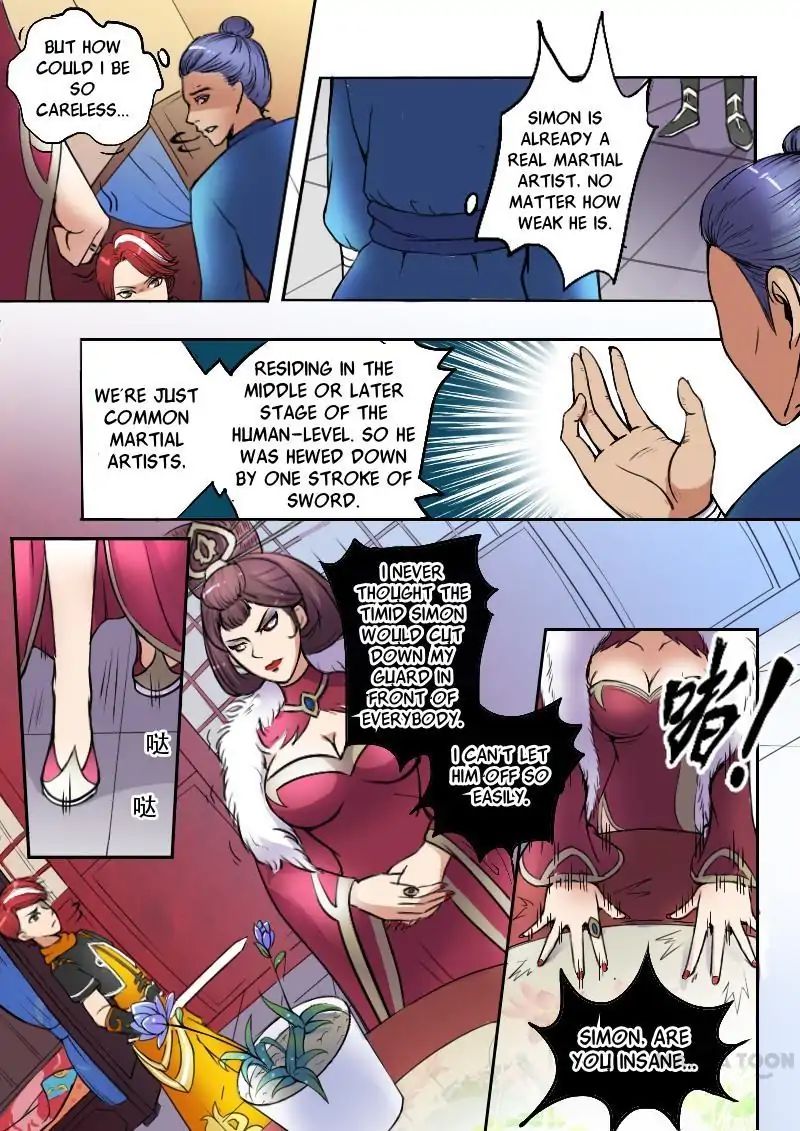 BUT HOW
COULD I BE
SO
CARELESS...
SIMON IS
ALREADY A
REAL MARTIAL
ARTIST. NO
MATTER HOW
WEAK HE IS.
WE'RE JUST
COMMON
MARTIAL
ARTISTS.
RESIDING IN THE
MIDDLE OR LATER
STAGE OF THE
HUMAN-LEVEL. SO HE
WAS HEWED DOWN
BY ONE STROKE OF
SWORD.
哒
哒
I NEVER
THOUGHT THE
TIMID SIMON
WOULD CUT
DOWN MY
GUARD IN
FRONT OF
EVERYBODY.
I CAN'T LET
HIM OFF SO
EASILY.
啪!
SIMON, ARE
YOU INSANE...
TOON